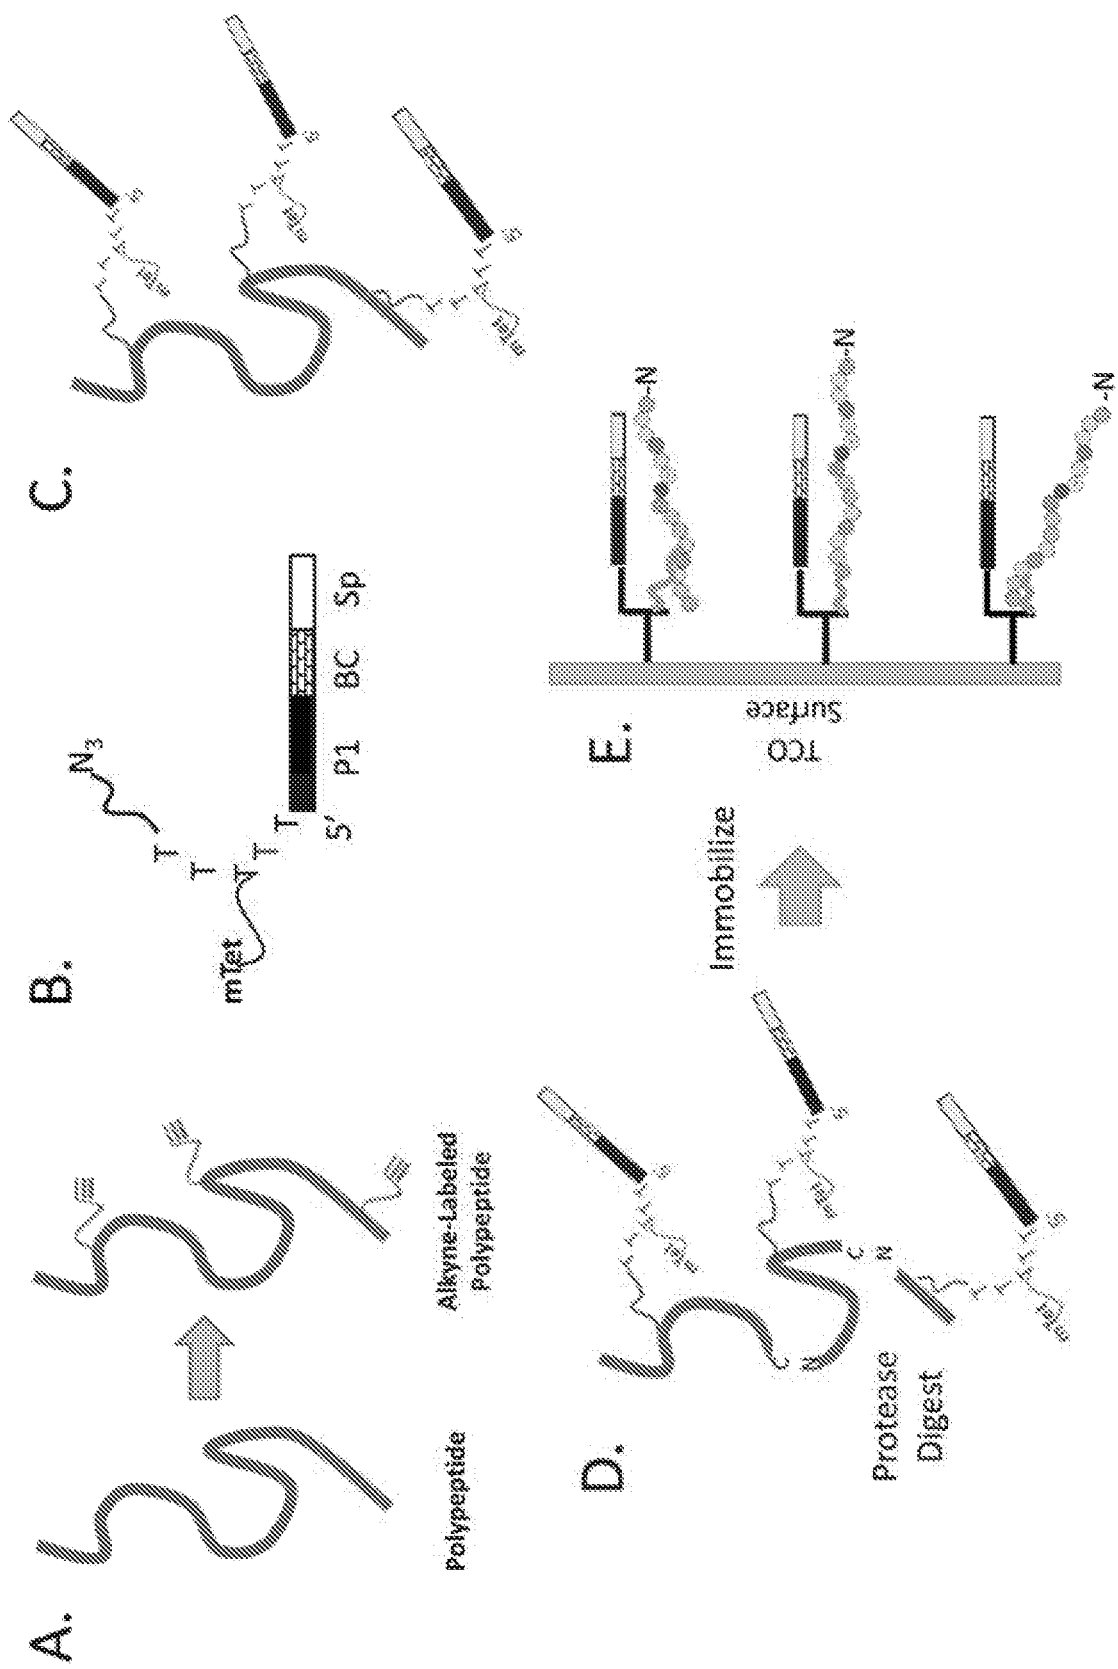 A.
Polypeptide
Alkyne-Labeled
Polypeptide
B.
mTet
N3
T
T
T
T
T
5'
P1
BC
Sp
C.
D.
Protease
Digest
C
N
C
N
Immobilize
E.
TCO
Surface
-N
-N
-N